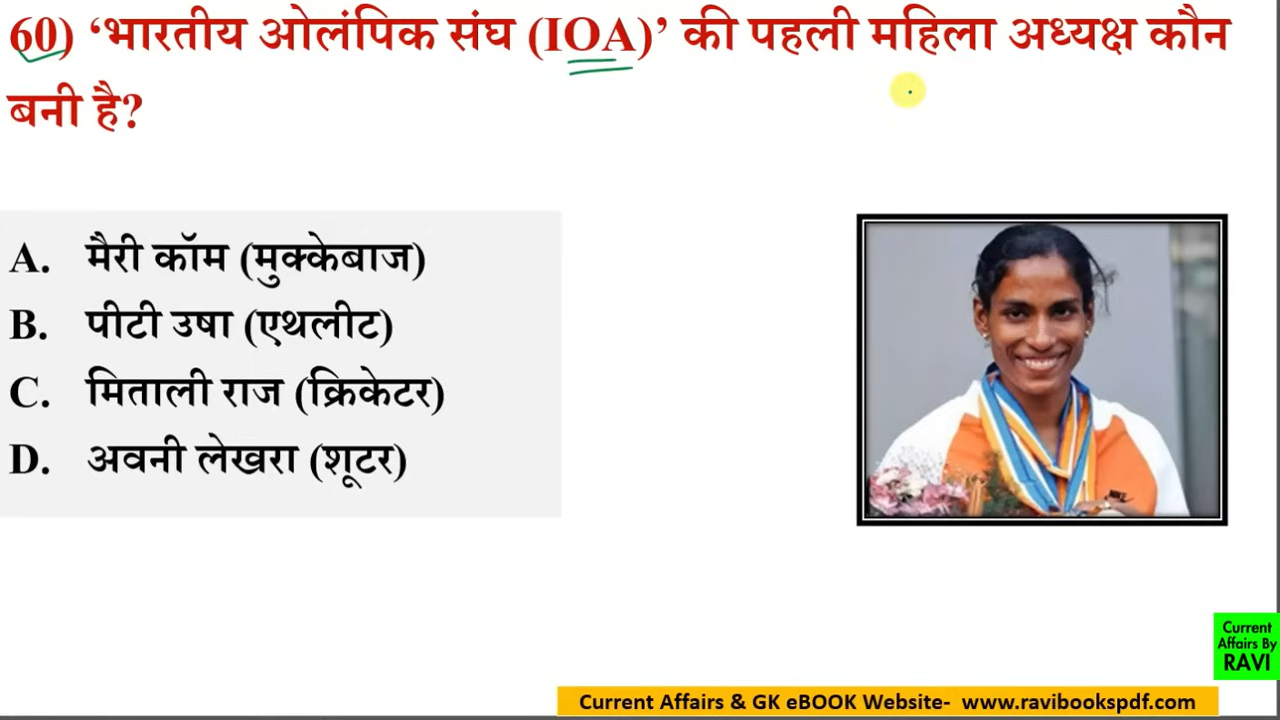 60) ‘भारतीय ओलंपिक संघ (IOA)’ की पहली महिला अध्यक्ष कौन
बनी है?
A. मैरी कॉम (मुक्केबाज)
B. पीटी उषा (एथलीट)
C. मिताली राज (क्रिकेटर)
D. अवनी लेखरा (शूटर)
Current
Affairs By
RAVI
Current Affairs & GK eBOOK Website- www.ravibookspdf.com